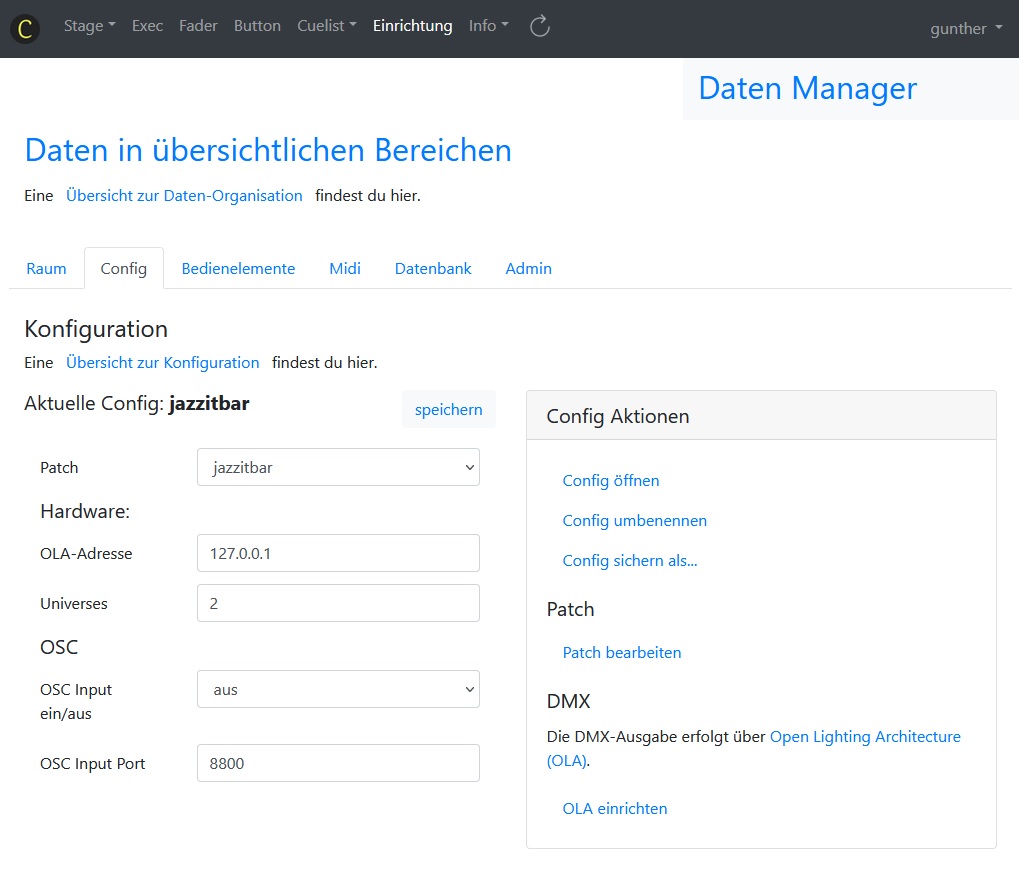 C Stage Exec Fader Button Cuelist Einrichtung Info gunther
Daten Manager
Daten in übersichtlichen Bereichen
Eine Übersicht zur Daten-Organisation findest du hier.
Raum Config Bedienelemente Midi Datenbank Admin
Konfiguration
Eine Übersicht zur Konfiguration findest du hier.
Aktuelle Config: jazzitbar
speichern
Patch jazzitbar
Hardware:
OLA-Adresse 127.0.0.1
Universes 2
OSC
OSC Input
ein/aus
aus
OSC Input Port 8800
Config Aktionen
Config öffnen
Config umbenennen
Config sichern als...
Patch
Patch bearbeiten
DMX
Die DMX-Ausgabe erfolgt über Open Lighting Architecture
(OLA).
OLA einrichten